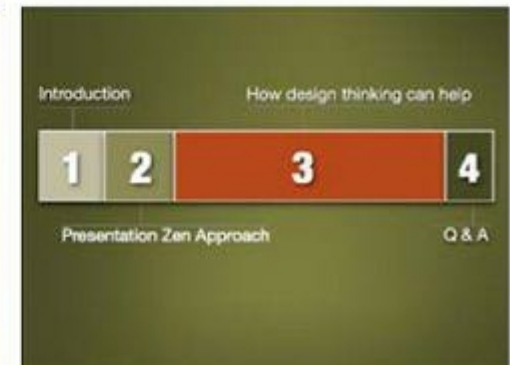 Introduction
How design thinking can help
1 2 3 4
Presentation Zen Approach
Q & A